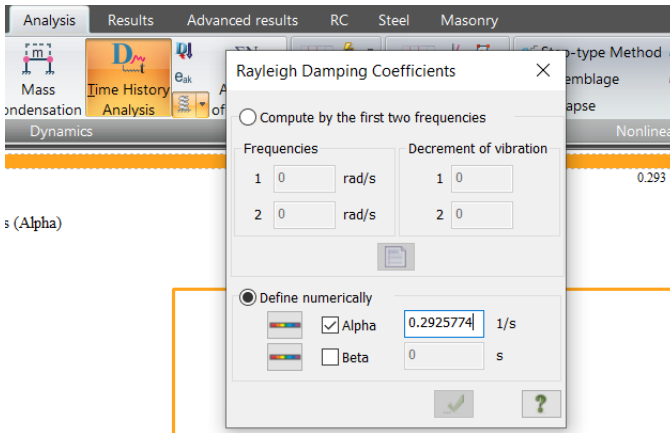 Analysis Results Advanced results RC Steel Masonry
m
D
eak
EN
Mass
ondensation
Time History
Analysis
A
of
p-type Method
emblage
apse
Dynamics
Nonlinea
0.293
s (Alpha)
Rayleigh Damping Coefficients
Compute by the first two frequencies
Frequencies Decrement of vibration
1 0 rad/s 1 0
2 0 rad/s 2 0
Define numerically
Alpha 0.2925774 1/s
Beta 0 s
?